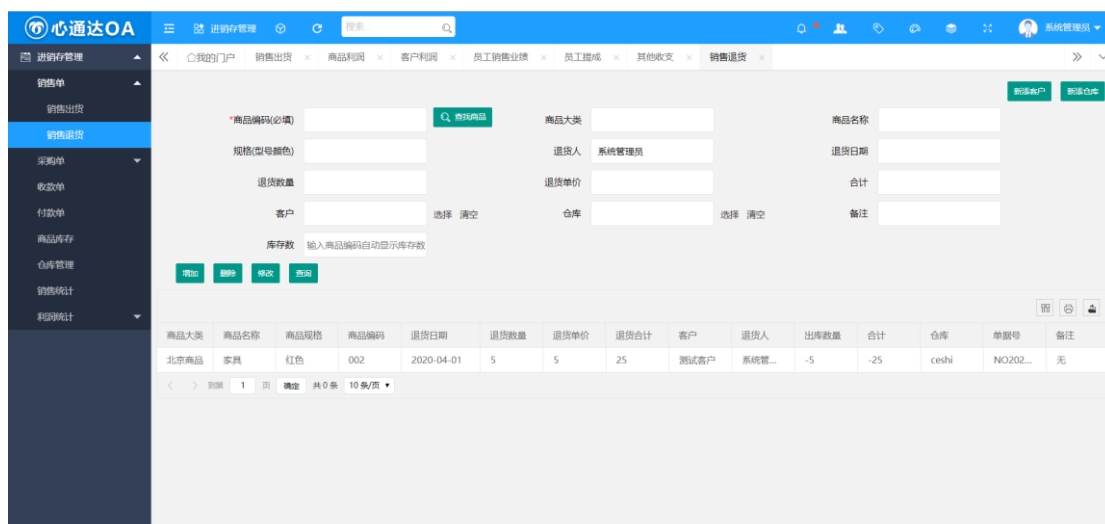 心通达OA 进销存管理 搜索... 系统管理员
进销存管理 我的门户 销售出货 商品利润 客户利润 员工销售业绩 员工提成 其他收支 销售退货
销售单 新添客户 新添仓库
销售出货 *商品编码(必填) 查找商品 商品大类 商品名称
销售退货
采购单 规格(型号颜色) 退货人 系统管理员 退货日期
收款单 退货数量 退货单价 合计
付款单 客户 选择 清空 仓库 选择 清空 备注
商品库存 库存数 输入商品编码自动显示库存数
仓库管理 增加 删除 修改 查询
销售统计
利润统计
商品大类 商品名称 商品规格 商品编码 退货日期 退货数量 退货单价 退货合计 客户 退货人 出库数量 合计 仓库 单据号 备注
北京商品 家具 红色 002 2020-04-01 5 5 25 测试客户 系统管... -5 -25 ceshi NO202... 无
到第 1 页 确定 共 0 条 10 条/页